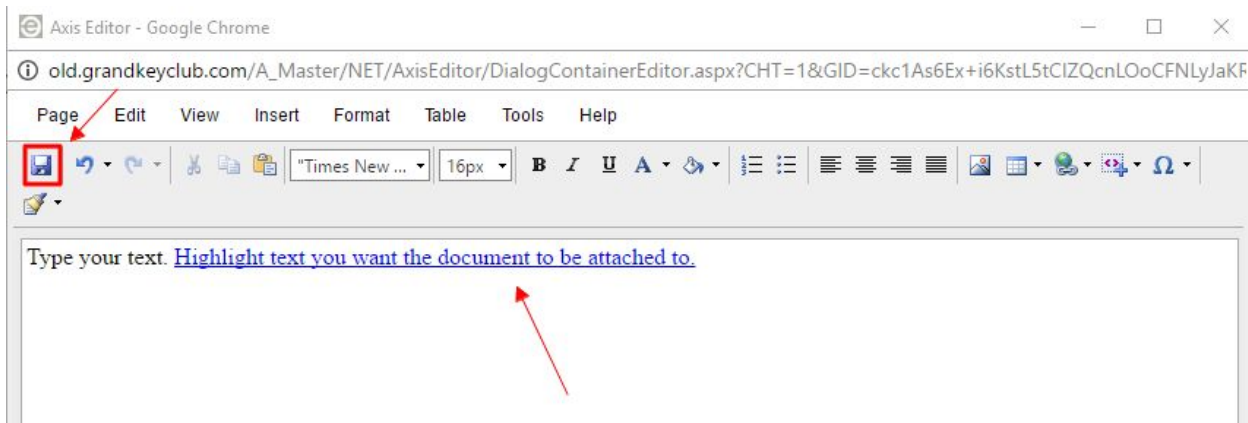 Axis Editor - Google Chrome
old.grandkeyclub.com/A_Master/NET/AxisEditor/DialogContainerEditor.aspx?CHT=1&GID=ckc1As6Ex+i6KstL5tCIZQcnLOoCFNLyJaKF
Page Edit View Insert Format Table Tools Help
"Times New ... 16px B I U A Ω
Type your text. Highlight text you want the document to be attached to.